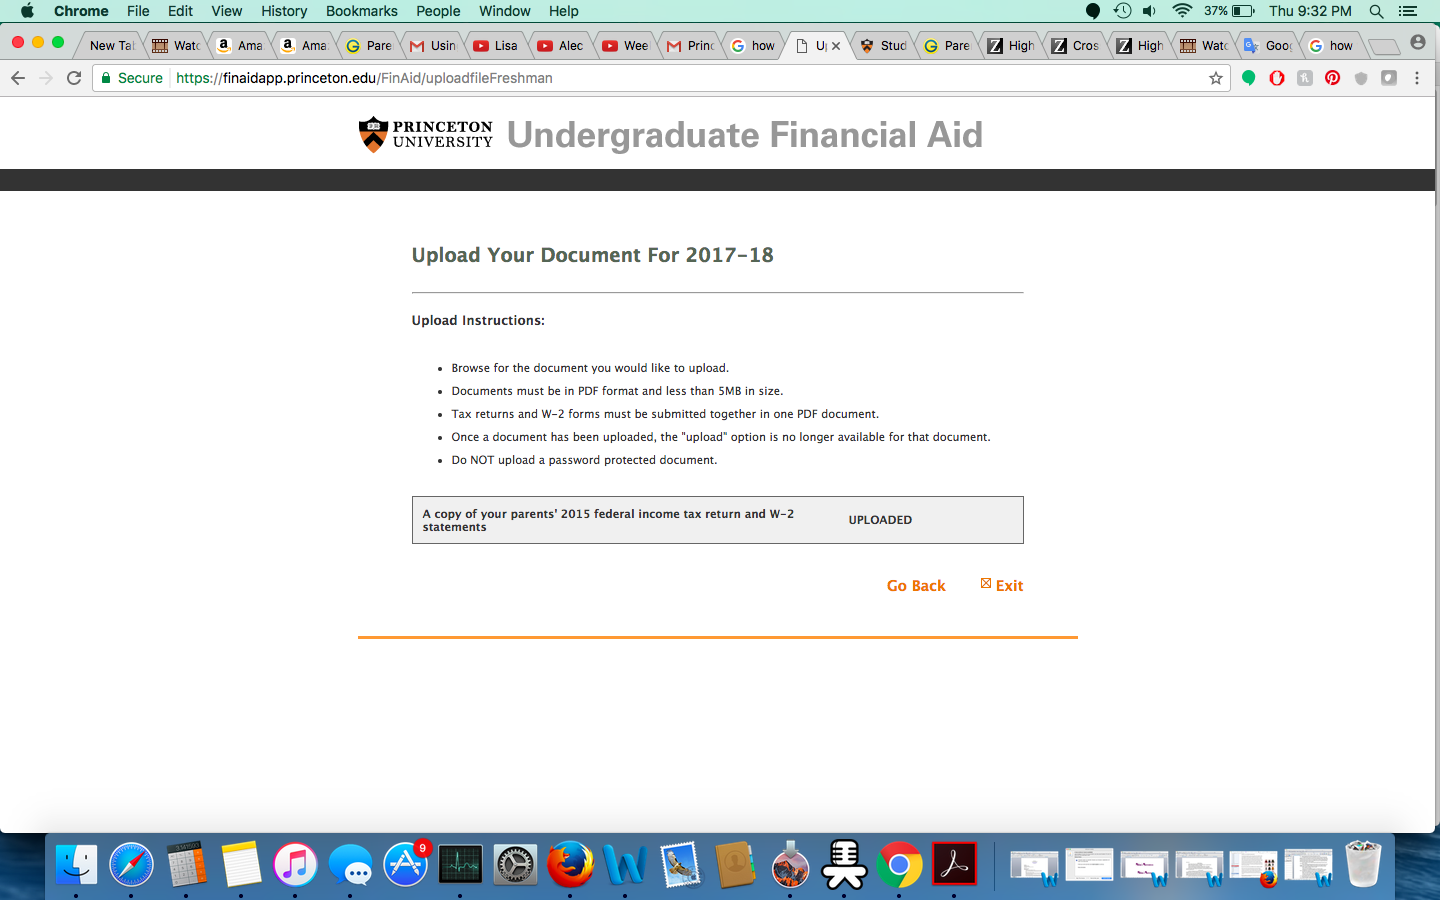 Chrome File Edit View History Bookmarks People Window Help 37% Thu 9:32 PM
New Ta Watc Ama Ama Pare Usin Lisa Alec Wee Princ how Up Stud Pare High Cros High Watc Goog how
Secure https://finaidapp.princeton.edu/FinAid/uploadfileFreshman
PRINCETON
UNIVERSITY
Undergraduate Financial Aid
Upload Your Document For 2017-18
Upload Instructions:
Browse for the document you would like to upload.
Documents must be in PDF format and less than 5MB in size.
Tax returns and W-2 forms must be submitted together in one PDF document.
Once a document has been uploaded, the "upload" option is no longer available for that document.
Do NOT upload a password protected document.
A copy of your parents' 2015 federal income tax return and W-2
statements
UPLOADED
Go Back Exit
9